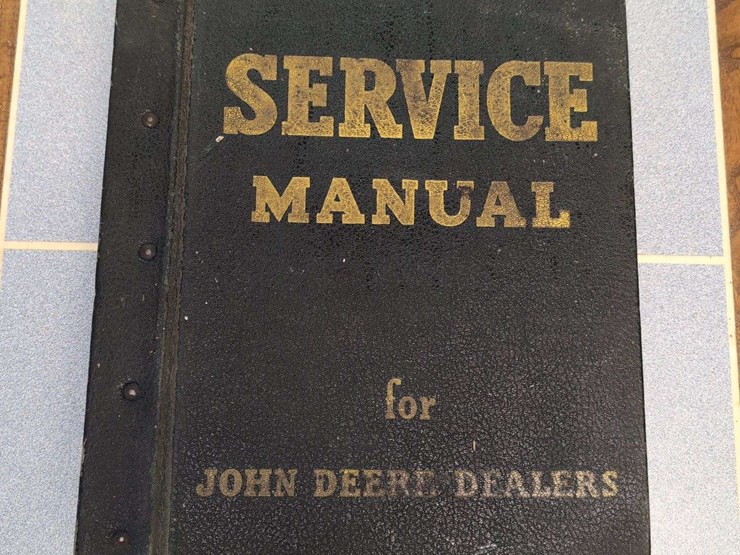 SERVICE
MANUAL
for
JOHN DEERE DEALERS